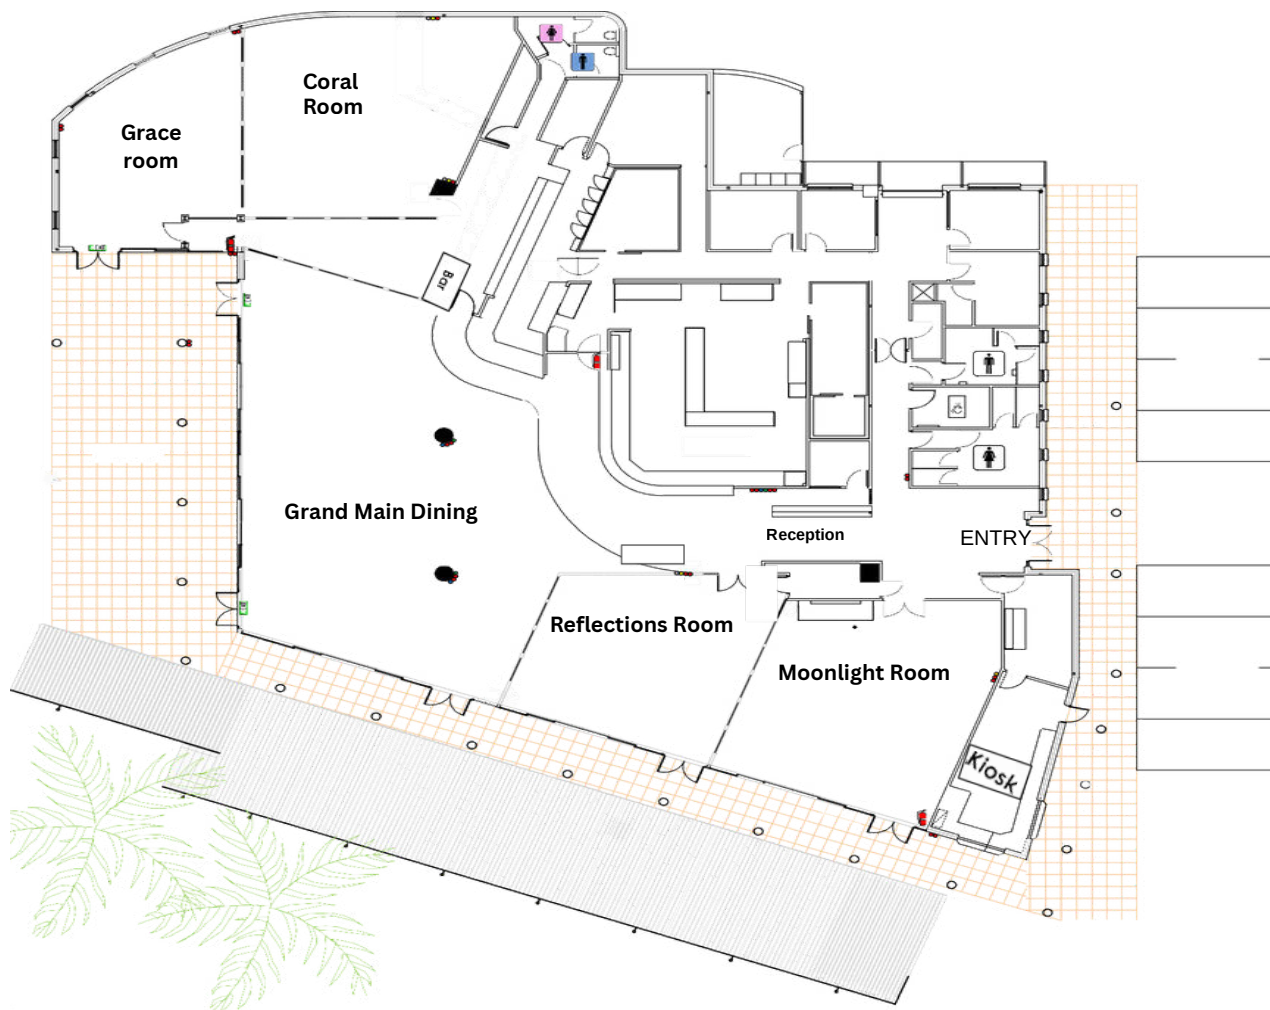 Coral
Room
Grace
room
Bar
Grand Main Dining
Reception
ENTRY
Reflections Room
Moonlight Room
Kiosk